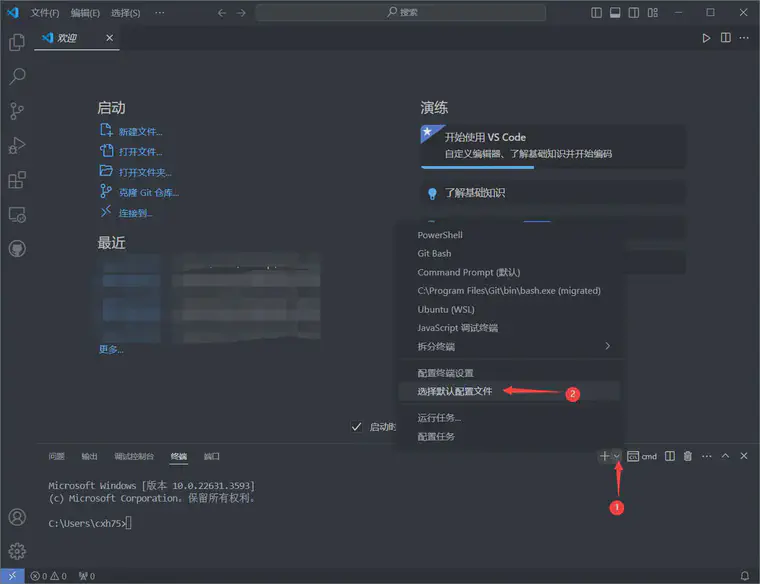 文件(F) 编辑(E) 选择(S) ··· 搜索
欢迎
启动
新建文件...
打开文件...
打开文件夹...
克隆 Git 仓库...
连接到...
最近
更多...
演练
开始使用 VS Code
自定义编辑器、了解基础知识并开始编码
了解基础知识
启动时
PowerShell
Git Bash
Command Prompt (默认)
C:\Program Files\Git\bin\bash.exe (migrated)
Ubuntu (WSL)
JavaScript 调试终端
拆分终端
配置终端设置
选择默认配置文件
2
运行任务...
配置任务
问题 输出 调试控制台 终端 端口 cmd
1
Microsoft Windows [版本 10.0.22631.3593]
(c) Microsoft Corporation。保留所有权利。
C:\Users\cxh75>
0 0 0